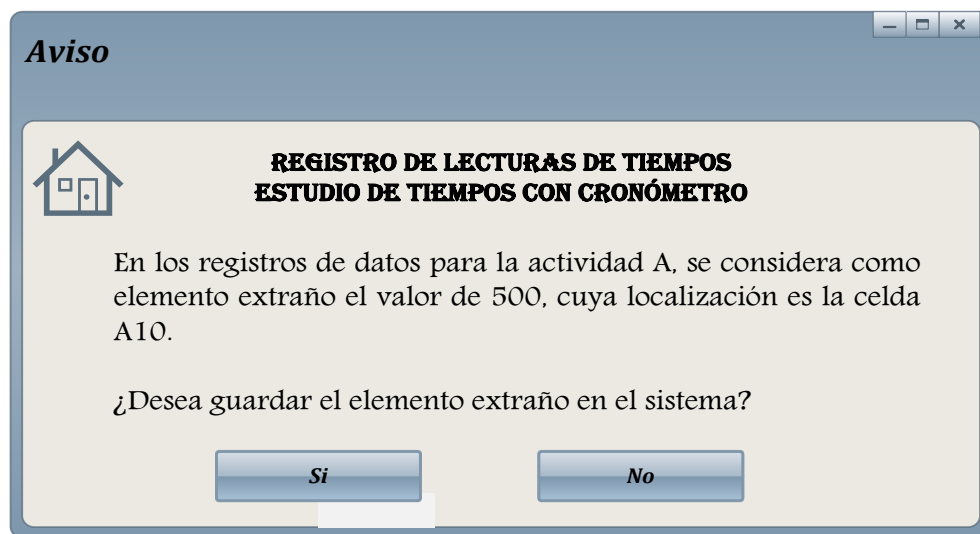 Aviso
REGISTRO DE LECTURAS DE TIEMPOS
ESTUDIO DE TIEMPOS CON CRONÓMETRO
En los registros de datos para la actividad A, se considera como
elemento extraño el valor de 500, cuya localización es la celda
A10.
¿Desea guardar el elemento extraño en el sistema?
Si
No